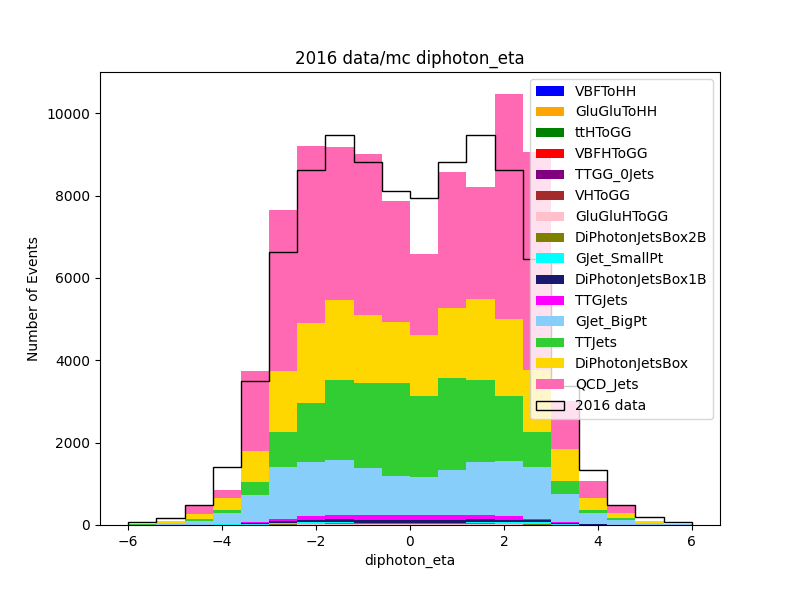 2016 data/mc diphoton_eta
Number of Events
10000
8000
6000
4000
2000
0
−6
−4
−2
0
2
4
6
diphoton_eta
VBFToHH
GluGluToHH
ttHToGG
VBFHToGG
TTGG_0Jets
VHToGG
GluGluHToGG
DiPhotonJetsBox2B
GJet_SmallPt
DiPhotonJetsBox1B
TTGJets
GJet_BigPt
TTJets
DiPhotonJetsBox
QCD_Jets
2016 data